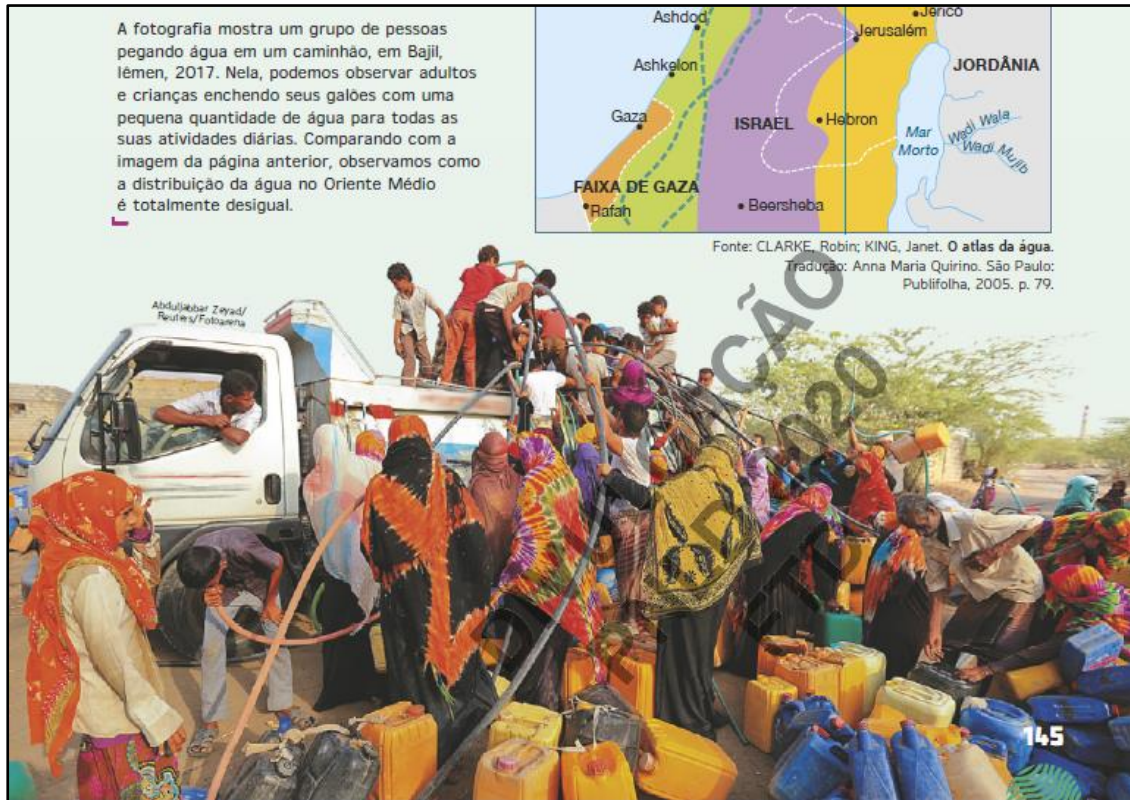 A fotografia mostra um grupo de pessoas
pegando água em um caminhão, em Bajil,
Iêmen, 2017. Nela, podemos observar adultos
e crianças enchendo seus galões com uma
pequena quantidade de água para todas as
suas atividades diárias. Comparando com a
imagem da página anterior, observamos como
a distribuição da água no Oriente Médio
é totalmente desigual.
Ashdod
Jericó
Jerusalém
Ashkelon
JORDÂNIA
Gaza
ISRAEL
Hebron
Mar
Morto
Wadi Wala
Wadi Mujib
FAIXA DE GAZA
Rafah
Beersheba
Fonte: CLARKE, Robin; KING, Janet. O atlas da água.
Tradução: Anna Maria Quirino. São Paulo:
Publifolha, 2005. p. 79.
Abduljabbar Zeyad/
Reuters/Fotoarena
145